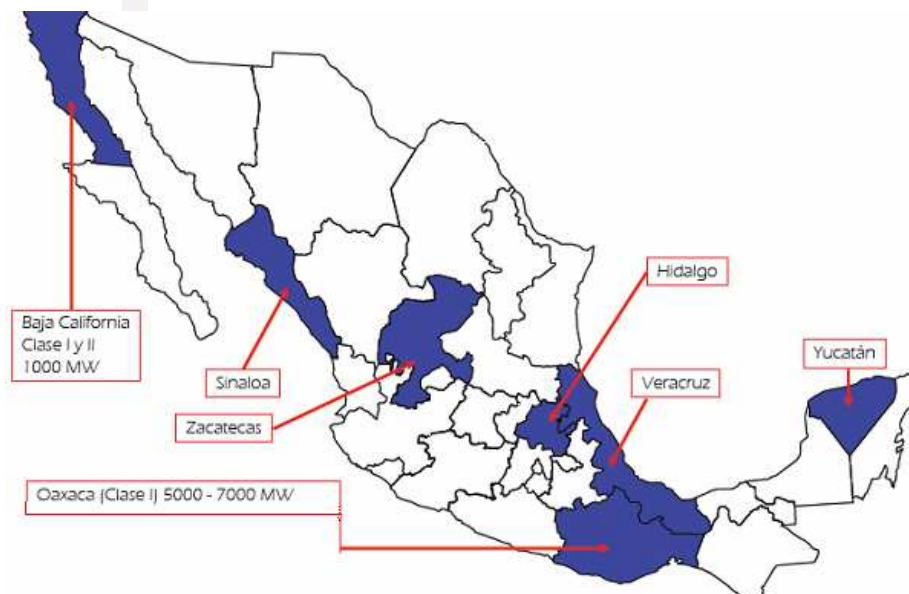 Hidalgo
Baja California
Clase I y II
1000 MW
Yucatán
Sinaloa
Veracruz
Zacatecas
Oaxaca (Clase I) 5000 - 7000 MW